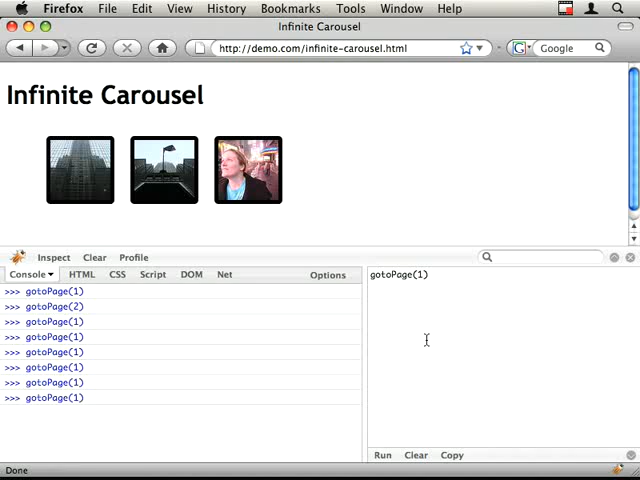 Firefox File Edit View History Bookmarks Tools Window Help
Infinite Carousel
http://demo.com/infinite-carousel.html
G Google
Infinite Carousel
Inspect Clear Profile
Console HTML CSS Script DOM Net Options
>>> gotoPage(1)
>>> gotoPage(2)
>>> gotoPage(1)
>>> gotoPage(1)
>>> gotoPage(1)
>>> gotoPage(1)
>>> gotoPage(1)
>>> gotoPage(1)
gotoPage(1)
Run Clear Copy
Done